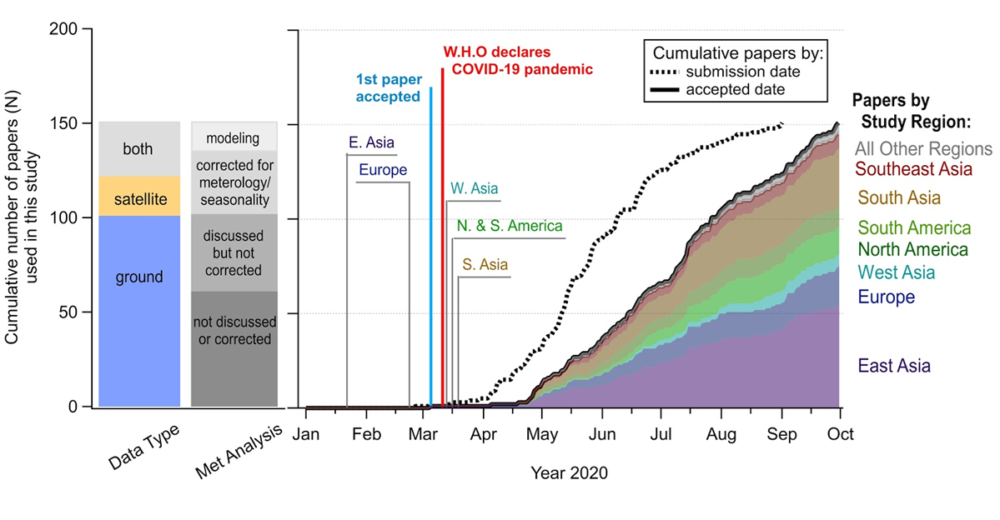 200
150
100
50
0
Cumulative number of papers (N)
used in this study
both
satellite
ground
modeling
corrected for
meterology/
seasonality
discussed
but not
corrected
not discussed
or corrected
Data Type
Met Analysis
1st paper
accepted
W.H.O declares
COVID-19 pandemic
E. Asia
Europe
W. Asia
N. & S. America
S. Asia
Cumulative papers by:
submission date
accepted date
Jan Feb Mar Apr May Jun Jul Aug Sep Oct
Year 2020
Papers by
Study Region:
All Other Regions
Southeast Asia
South Asia
South America
North America
West Asia
Europe
East Asia